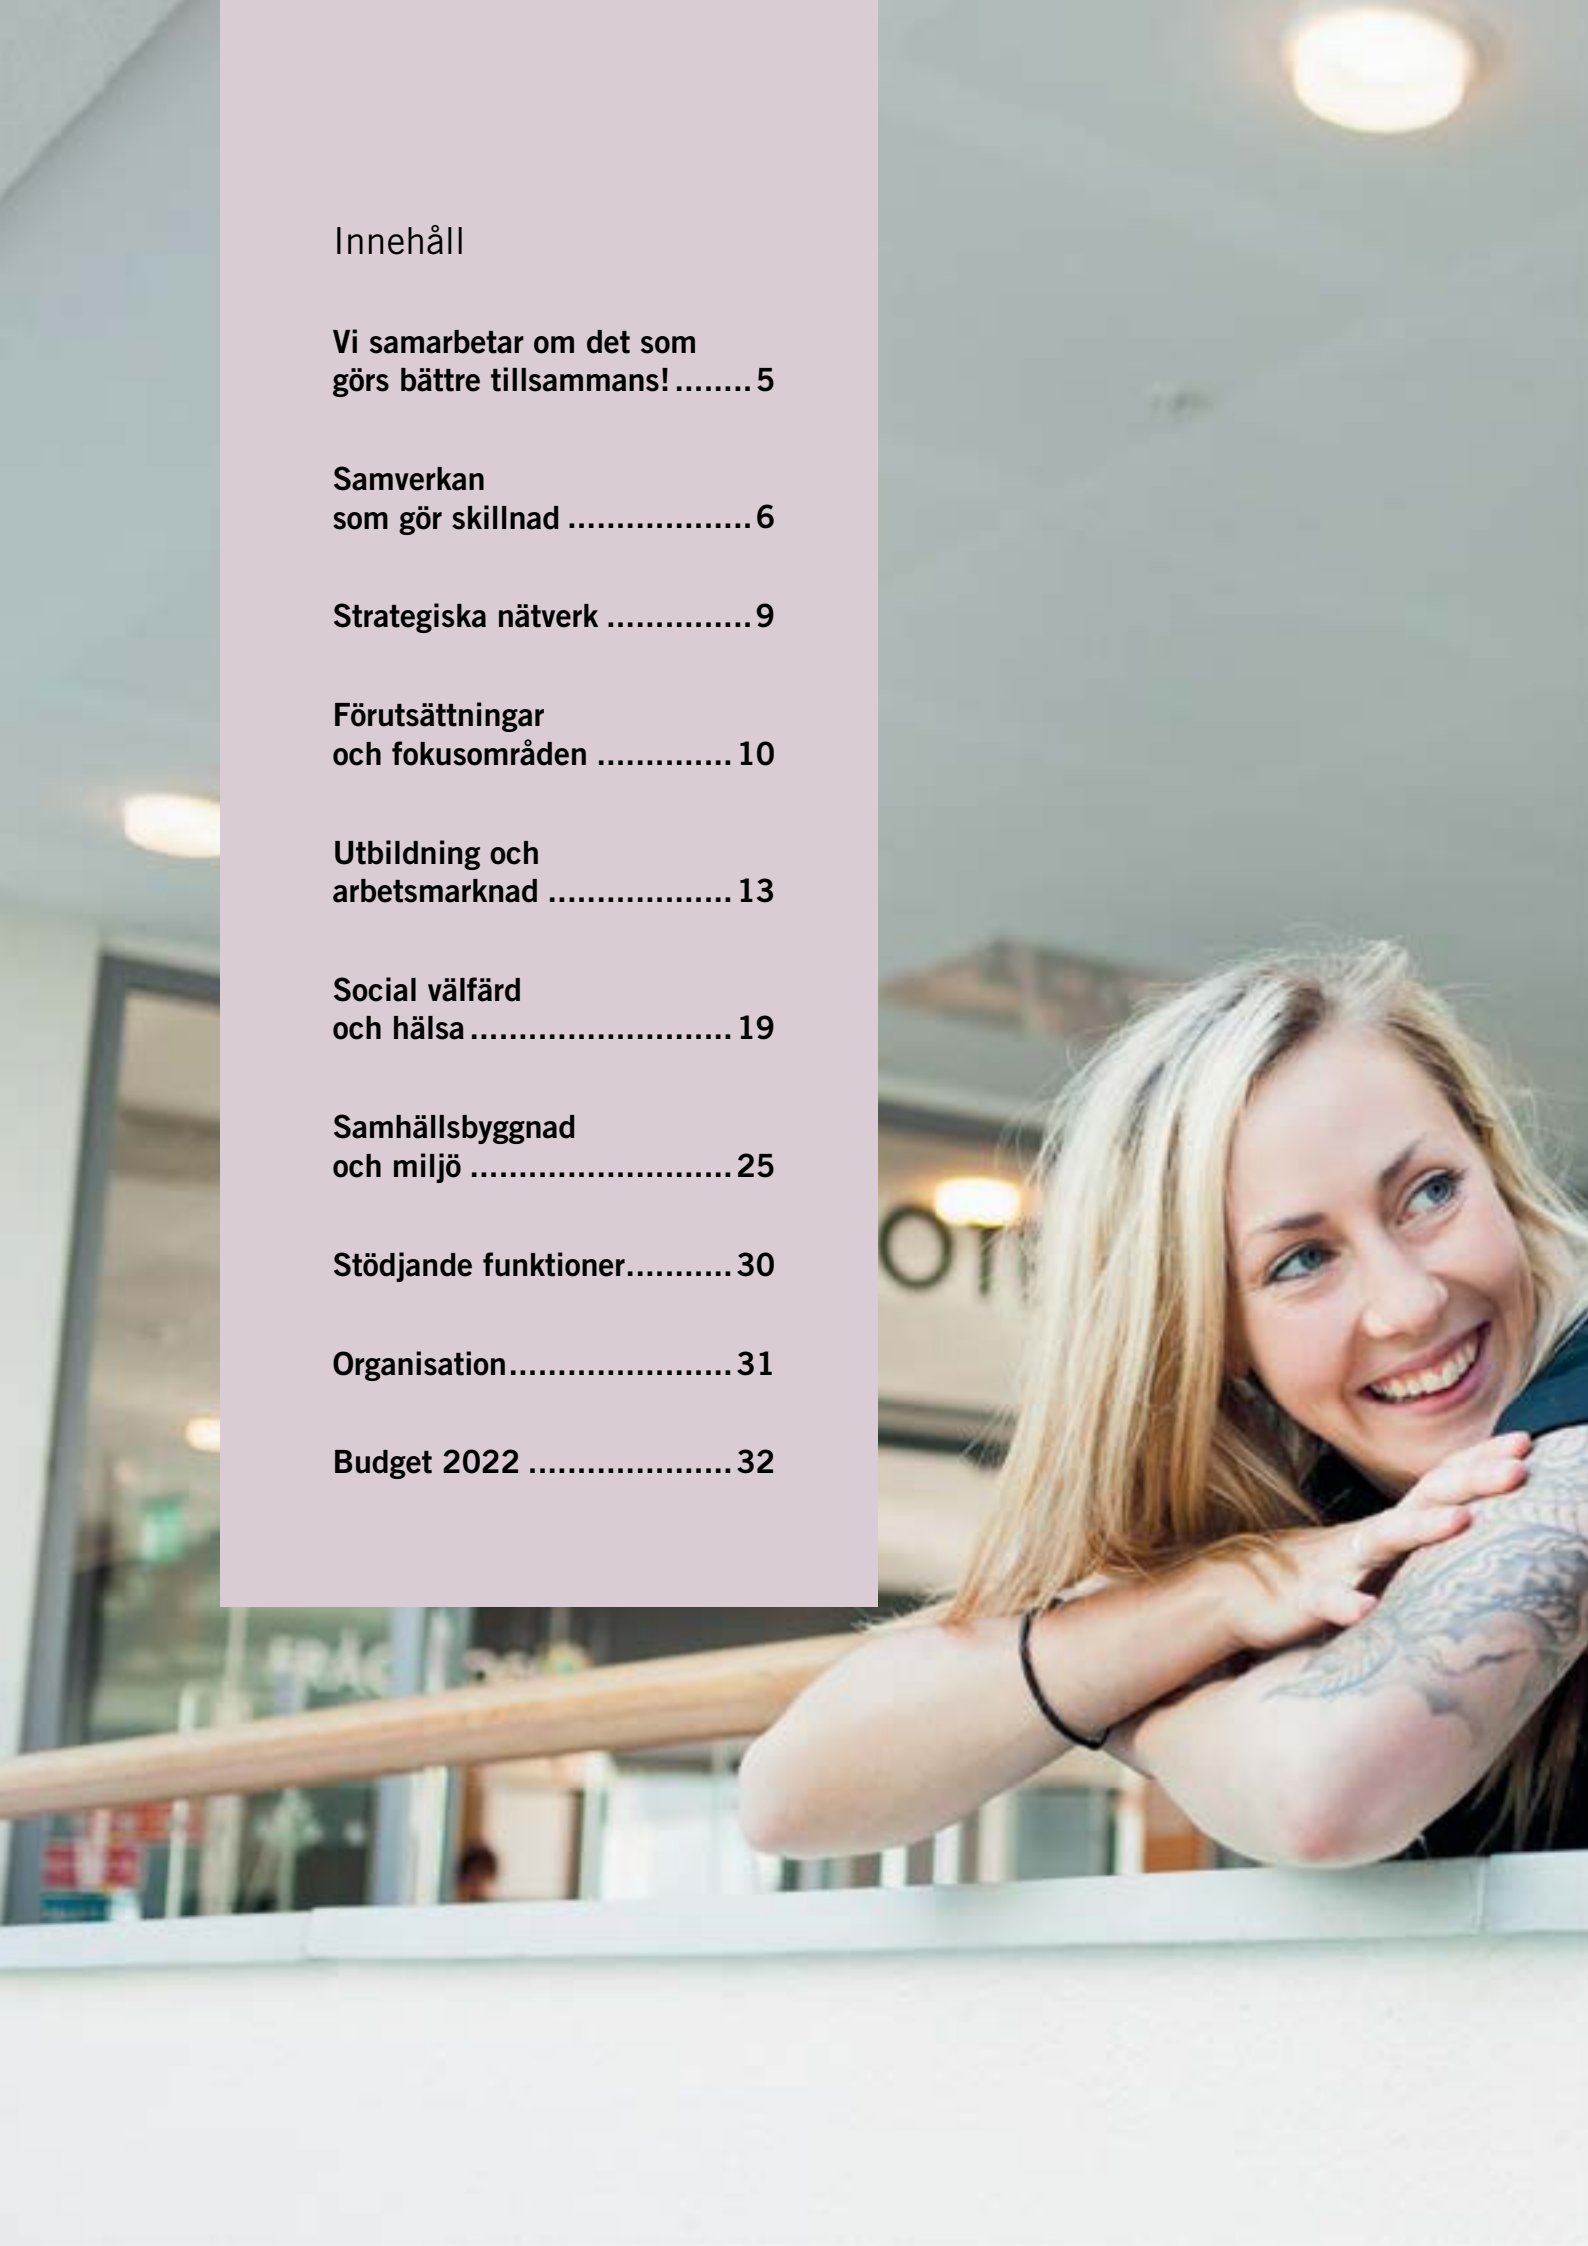 Innehåll
Vi samarbetar om det som
görs bättre tillsammans!........5
Samverkan
som gör skillnad ...................6
Strategiska nätverk ...............9
Förutsättningar
och fokusområden ..............10
Utbildning och
arbetsmarknad ...................13
Social välfärd
och hälsa...........................19
Samhällsbyggnad
och miljö ...........................25
Stödjande funktioner...........30
Organisation.......................31
Budget 2022 .....................32